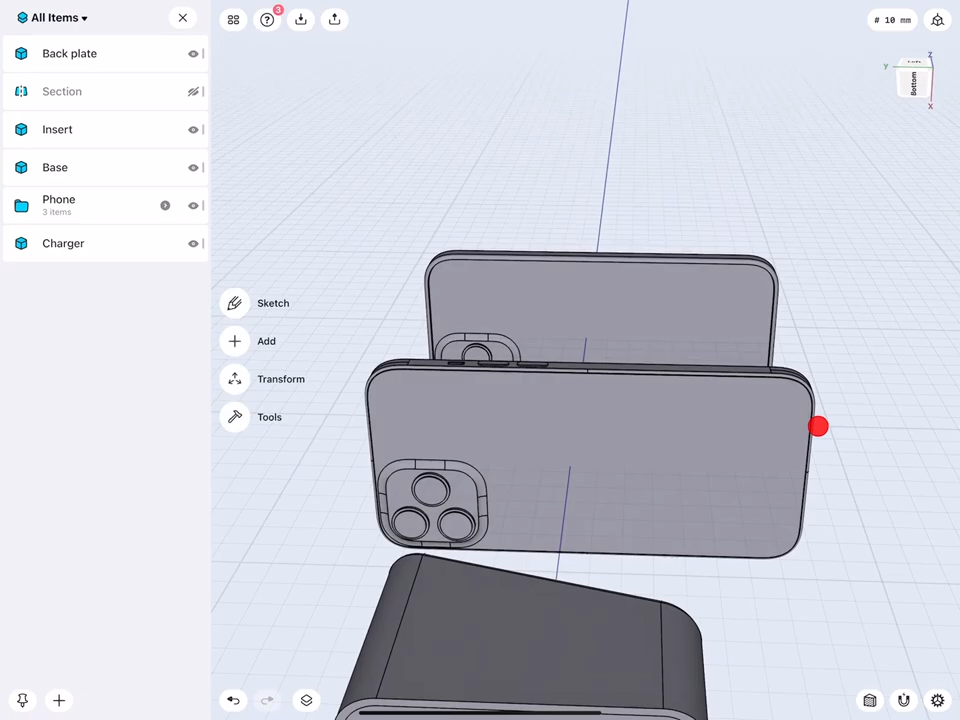 All Items
Back plate
Section
Insert
Base
Phone
3 items
Charger
3
Sketch
Add
Transform
Tools
# 10 mm
Z
Y
Bottom
X